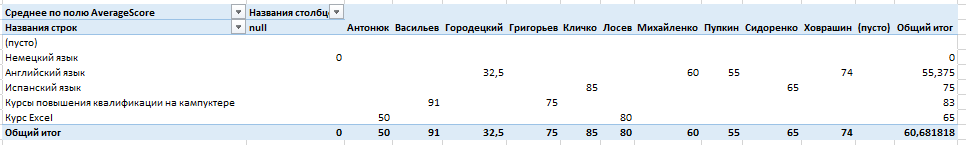 Среднее по полю AverageScore Названия столбцо
Названия строк null Антонюк Васильев Городецкий Григорьев Кличко Лосев Михайленко Пупкин Сидоренко Ховрашин (пусто) Общий итог
(пусто)
Немецкий язык 0 0
Английский язык 32,5 60 55 74 55,375
Испанский язык 85 65 75
Курсы повышения квалификации на кампуктере 91 75 83
Курс Excel 50 80 65
Общий итог 0 50 91 32,5 75 85 80 60 55 65 74 60,681818